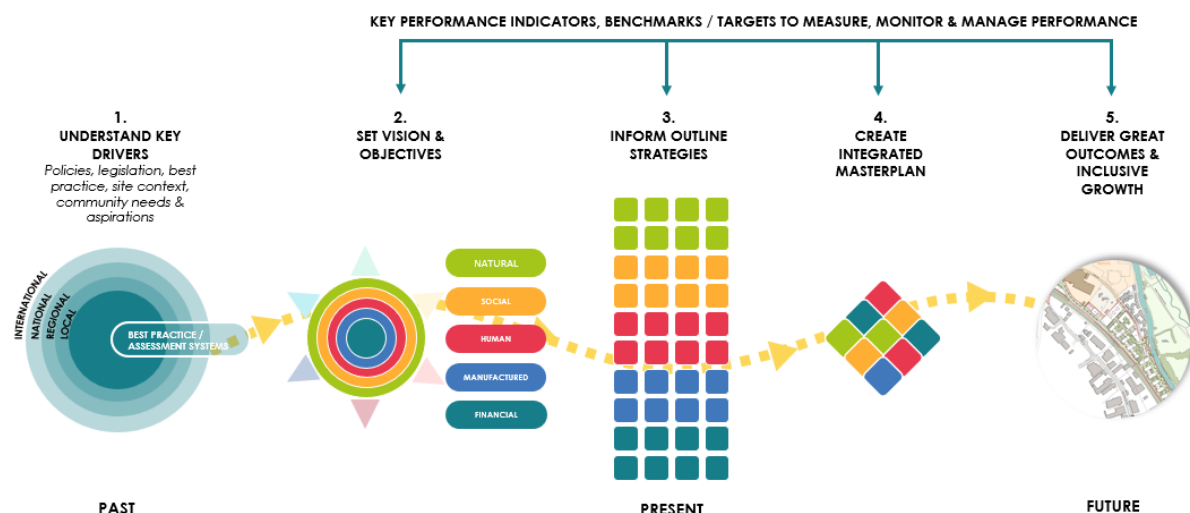 KEY PERFORMANCE INDICATORS, BENCHMARKS / TARGETS TO MEASURE, MONITOR & MANAGE PERFORMANCE
1.
UNDERSTAND KEY
DRIVERS
Policies, legislation, best
practice, site context,
community needs &
aspirations
2.
SET VISION &
OBJECTIVES
3.
INFORM OUTLINE
STRATEGIES
4.
CREATE
INTEGRATED
MASTERPLAN
5.
DELIVER GREAT
OUTCOMES &
INCLUSIVE
GROWTH
INTERNATIONAL
NATIONAL
REGIONAL
LOCAL
BEST PRACTICE /
ASSESSMENT SYSTEMS
NATURAL
SOCIAL
HUMAN
MANUFACTURED
FINANCIAL
PAST
PRESENT
FUTURE